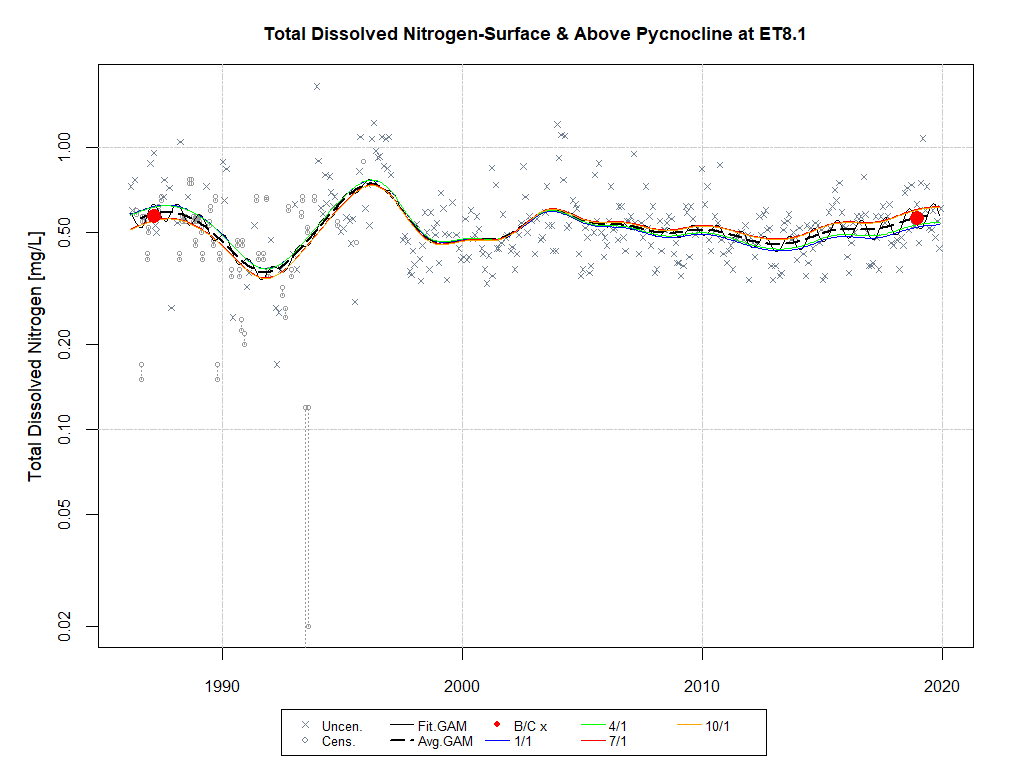 Total Dissolved Nitrogen-Surface & Above Pycnocline at ET8.1
Total Dissolved Nitrogen [mg/L]
1.00
0.50
0.20
0.10
0.05
0.02
1990 2000 2010 2020
Uncen. Fit.GAM B/C x 4/1 10/1
Cens. Avg.GAM 1/1 7/1